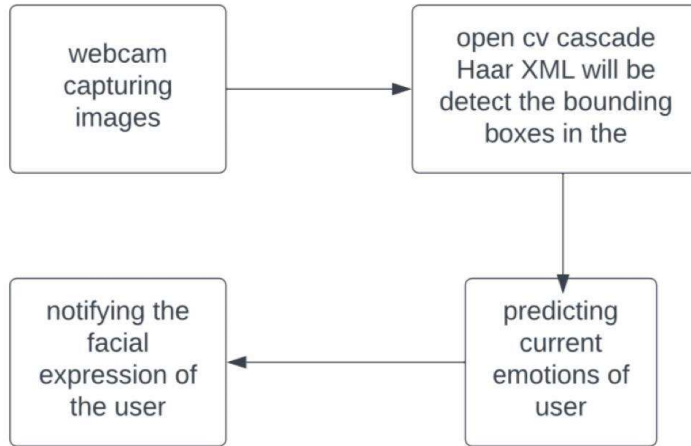 webcam
capturing
images
open cv cascade
Haar XML will be
detect the bounding
boxes in the
predicting
current
emotions of
user
notifying the
facial
expression of
the user